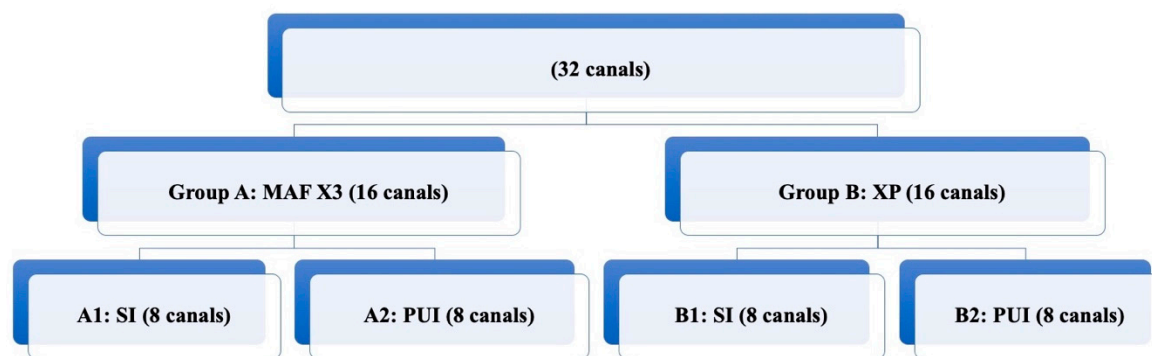 (32 canals)
Group A: MAF X3 (16 canals)
Group B: XP (16 canals)
A1: SI (8 canals)
A2: PUI (8 canals)
B1: SI (8 canals)
B2: PUI (8 canals)